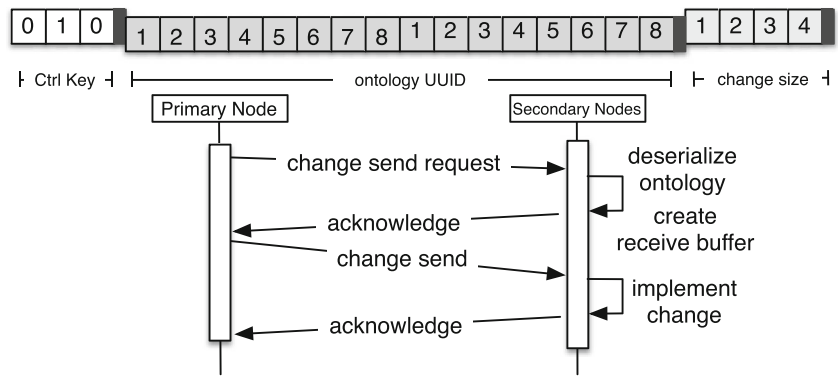 0 1 0 1 2 3 4 5 6 7 8 1 2 3 4 5 6 7 8 1 2 3 4
Ctrl Key ontology UUID change size
Primary Node Secondary Nodes
change send request
deserialize
ontology
acknowledge
create
receive buffer
change send
implement
change
acknowledge